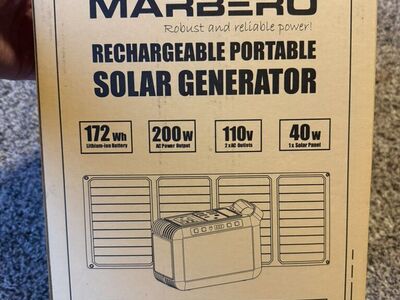 MARBERO
Robust and reliable power!
RECHARGEABLE PORTABLE
SOLAR GENERATOR
172 Wh
Lithium-ion Battery
200 W
AC Power Output
110V
2 x AC Outlets
40 W
1 x Solar Panel